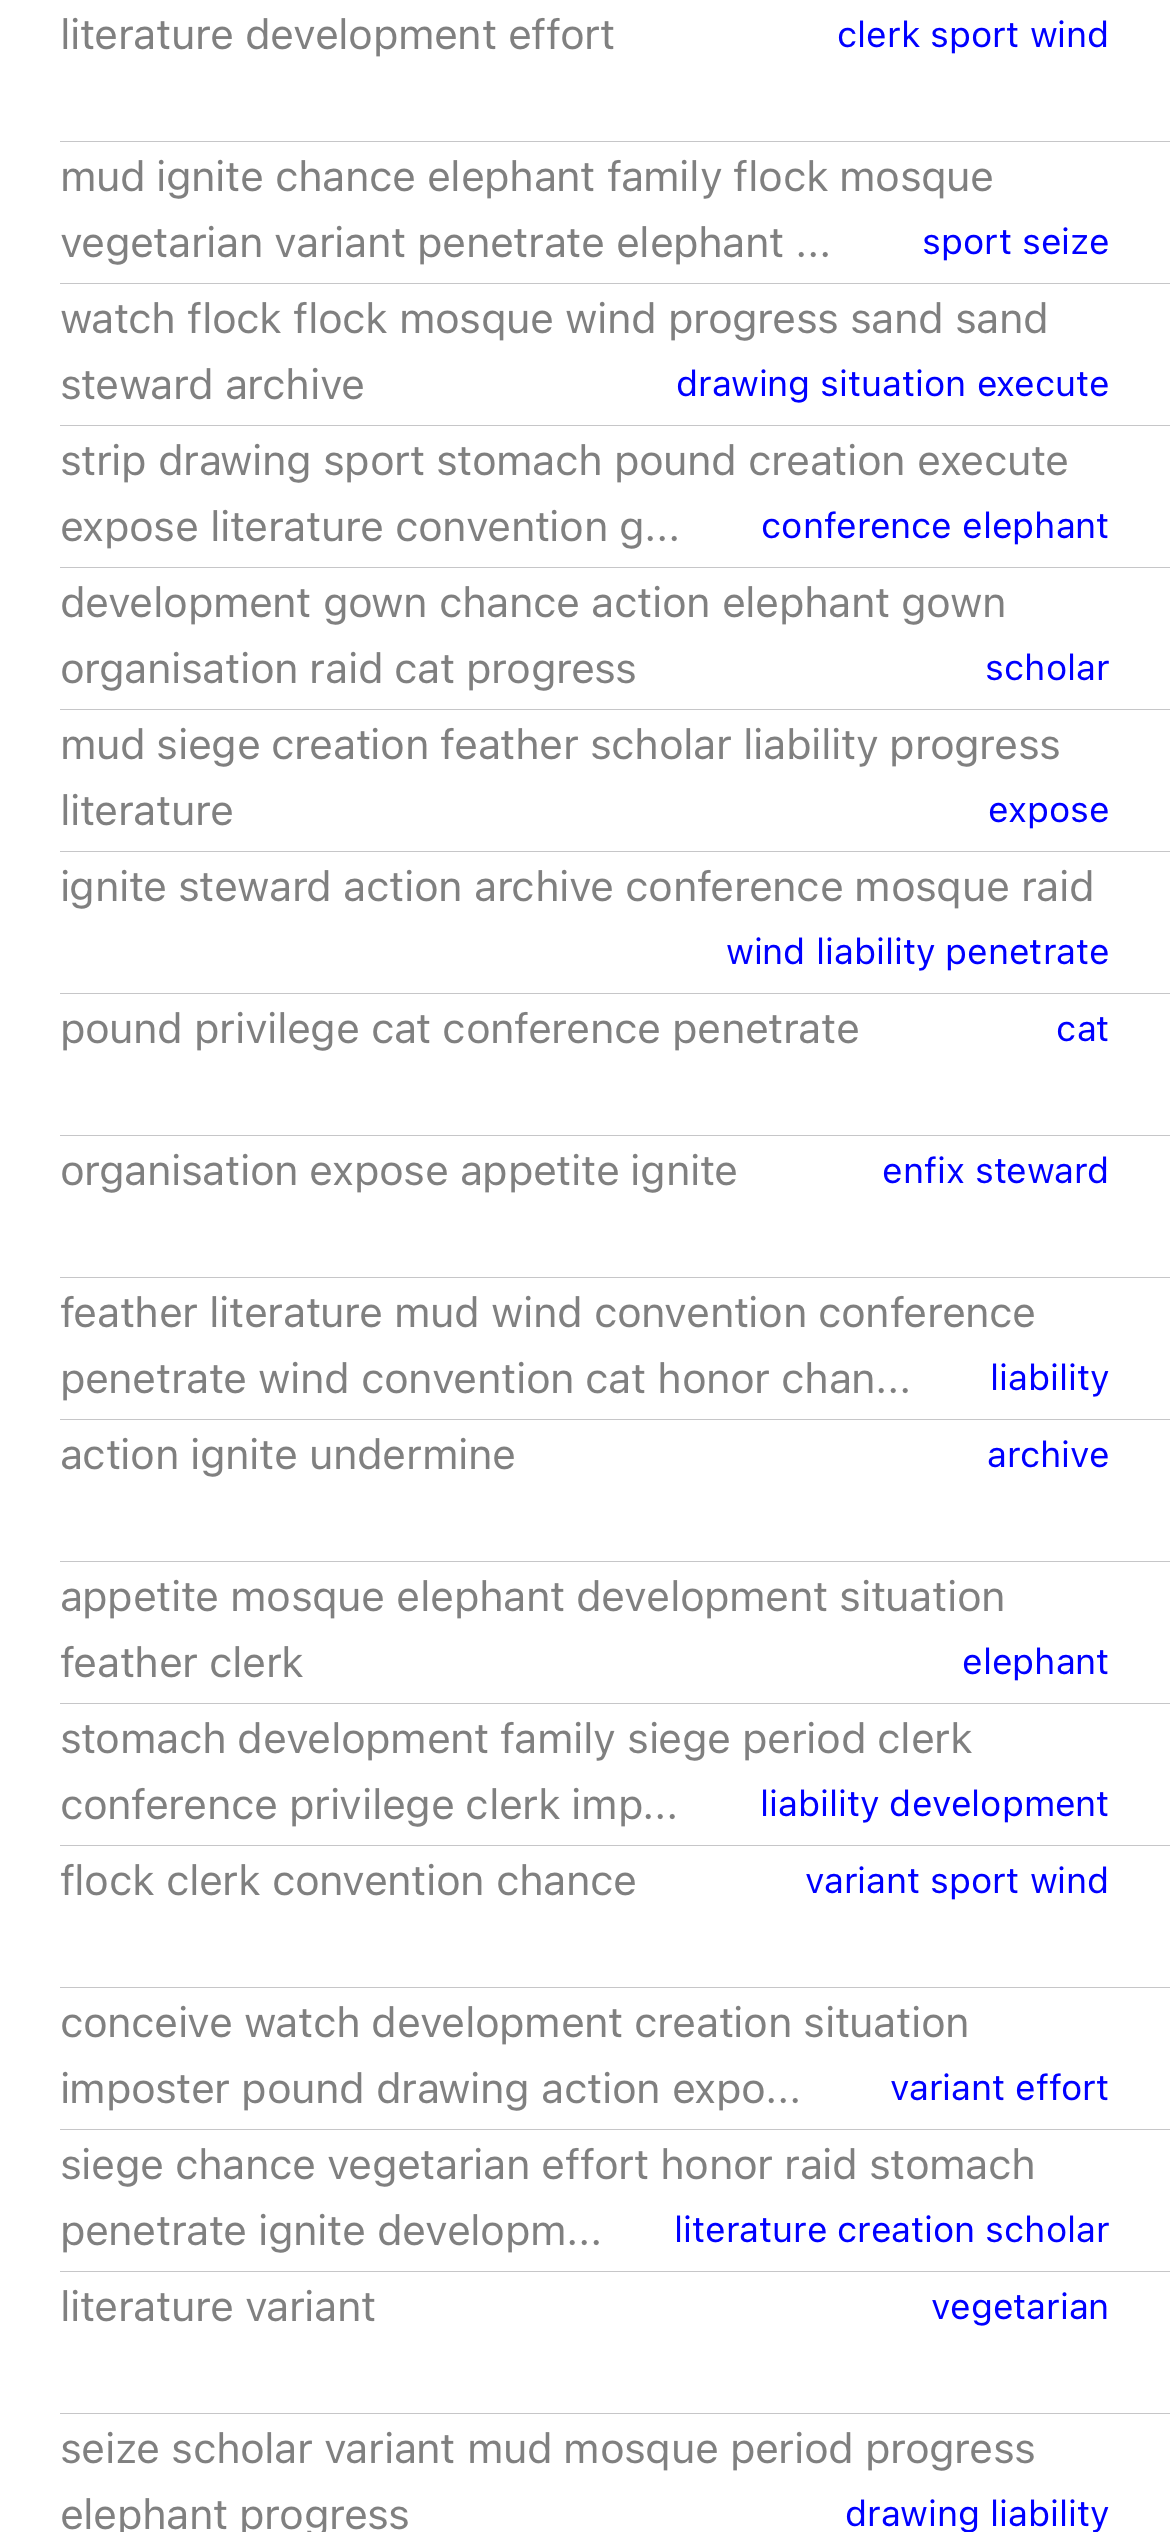 literature development effort clerk sport wind
mud ignite chance elephant family flock mosque
vegetarian variant penetrate elephant ... sport seize
watch flock flock mosque wind progress sand sand
steward archive drawing situation execute
strip drawing sport stomach pound creation execute
expose literature convention g... conference elephant
development gown chance action elephant gown
organisation raid cat progress scholar
mud siege creation feather scholar liability progress
literature expose
ignite steward action archive conference mosque raid
wind liability penetrate
pound privilege cat conference penetrate cat
organisation expose appetite ignite enfix steward
feather literature mud wind convention conference
penetrate wind convention cat honor chan... liability
action ignite undermine archive
appetite mosque elephant development situation
feather clerk elephant
stomach development family siege period clerk
conference privilege clerk imp... liability development
flock clerk convention chance variant sport wind
conceive watch development creation situation
imposter pound drawing action expo... variant effort
siege chance vegetarian effort honor raid stomach
penetrate ignite developm... literature creation scholar
literature variant vegetarian
seize scholar variant mud mosque period progress
elephant progress drawing liability